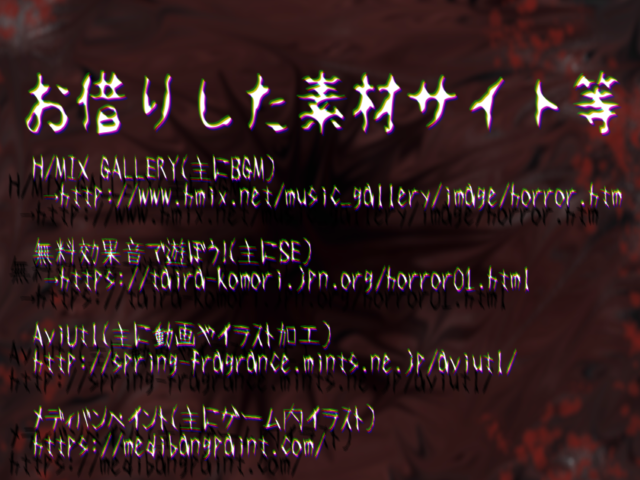 お借りした素材サイト等
H/MIX GALLERY(主にBGM)
→http://www.hmix.net/music_gallery/image/horror.htm
無料効果音で遊ぼう!(主にSE)
→https://taira-komori.jpn.org/horror01.html
AviUtl(主に動画やイラスト加工)
http://spring-fragrance.mints.ne.jp/aviutl/
メディバンペイント(主にゲーム内イラスト)
https://medibangpaint.com/